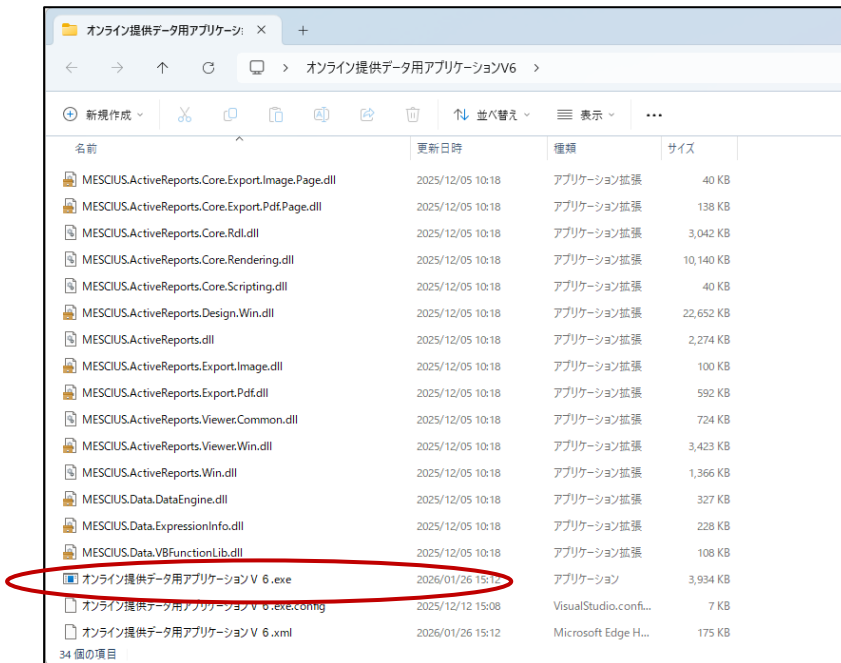 オンライン提供データ用アプリケーシ:
オンライン提供データ用アプリケーションV6
新規作成 並べ替え 表示
名前 更新日時 種類 サイズ
MESCIUS.ActiveReports.Core.Export.Image.Page.dll 2025/12/05 10:18 アプリケーション拡張 40 KB
MESCIUS.ActiveReports.Core.Export.Pdf.Page.dll 2025/12/05 10:18 アプリケーション拡張 138 KB
MESCIUS.ActiveReports.Core.Rdl.dll 2025/12/05 10:18 アプリケーション拡張 3,042 KB
MESCIUS.ActiveReports.Core.Rendering.dll 2025/12/05 10:18 アプリケーション拡張 10,140 KB
MESCIUS.ActiveReports.Core.Scripting.dll 2025/12/05 10:18 アプリケーション拡張 40 KB
MESCIUS.ActiveReports.Design.Win.dll 2025/12/05 10:18 アプリケーション拡張 22,652 KB
MESCIUS.ActiveReports.dll 2025/12/05 10:18 アプリケーション拡張 2,274 KB
MESCIUS.ActiveReports.Export.Image.dll 2025/12/05 10:18 アプリケーション拡張 100 KB
MESCIUS.ActiveReports.Export.Pdf.dll 2025/12/05 10:18 アプリケーション拡張 592 KB
MESCIUS.ActiveReports.Viewer.Common.dll 2025/12/05 10:18 アプリケーション拡張 724 KB
MESCIUS.ActiveReports.Viewer.Win.dll 2025/12/05 10:18 アプリケーション拡張 3,423 KB
MESCIUS.ActiveReports.Win.dll 2025/12/05 10:18 アプリケーション拡張 1,366 KB
MESCIUS.Data.DataEngine.dll 2025/12/05 10:18 アプリケーション拡張 327 KB
MESCIUS.Data.ExpressionInfo.dll 2025/12/05 10:18 アプリケーション拡張 228 KB
MESCIUS.Data.VBFunctionLib.dll 2025/12/05 10:18 アプリケーション拡張 108 KB
オンライン提供データ用アプリケーションＶ６.exe 2026/01/26 15:12 アプリケーション 3,934 KB
オンライン提供データ用アプリケーションＶ６.exe.config 2025/12/12 15:08 VisualStudio.confi... 7 KB
オンライン提供データ用アプリケーションＶ６.xml 2026/01/26 15:12 Microsoft Edge H... 175 KB
34 個の項目